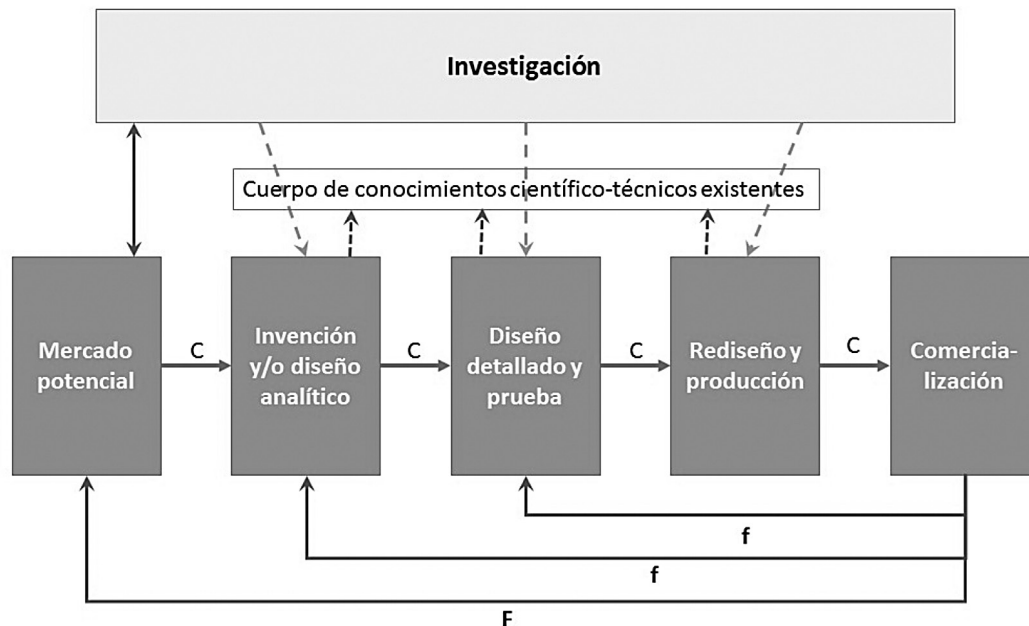 Investigación
Cuerpo de conocimientos científico-técnicos existentes
Mercado
potencial
C
Invención
y/o diseño
analítico
C
Diseño
detallado y
prueba
C
Rediseño y
producción
C
Comercia-
lización
f
f
F